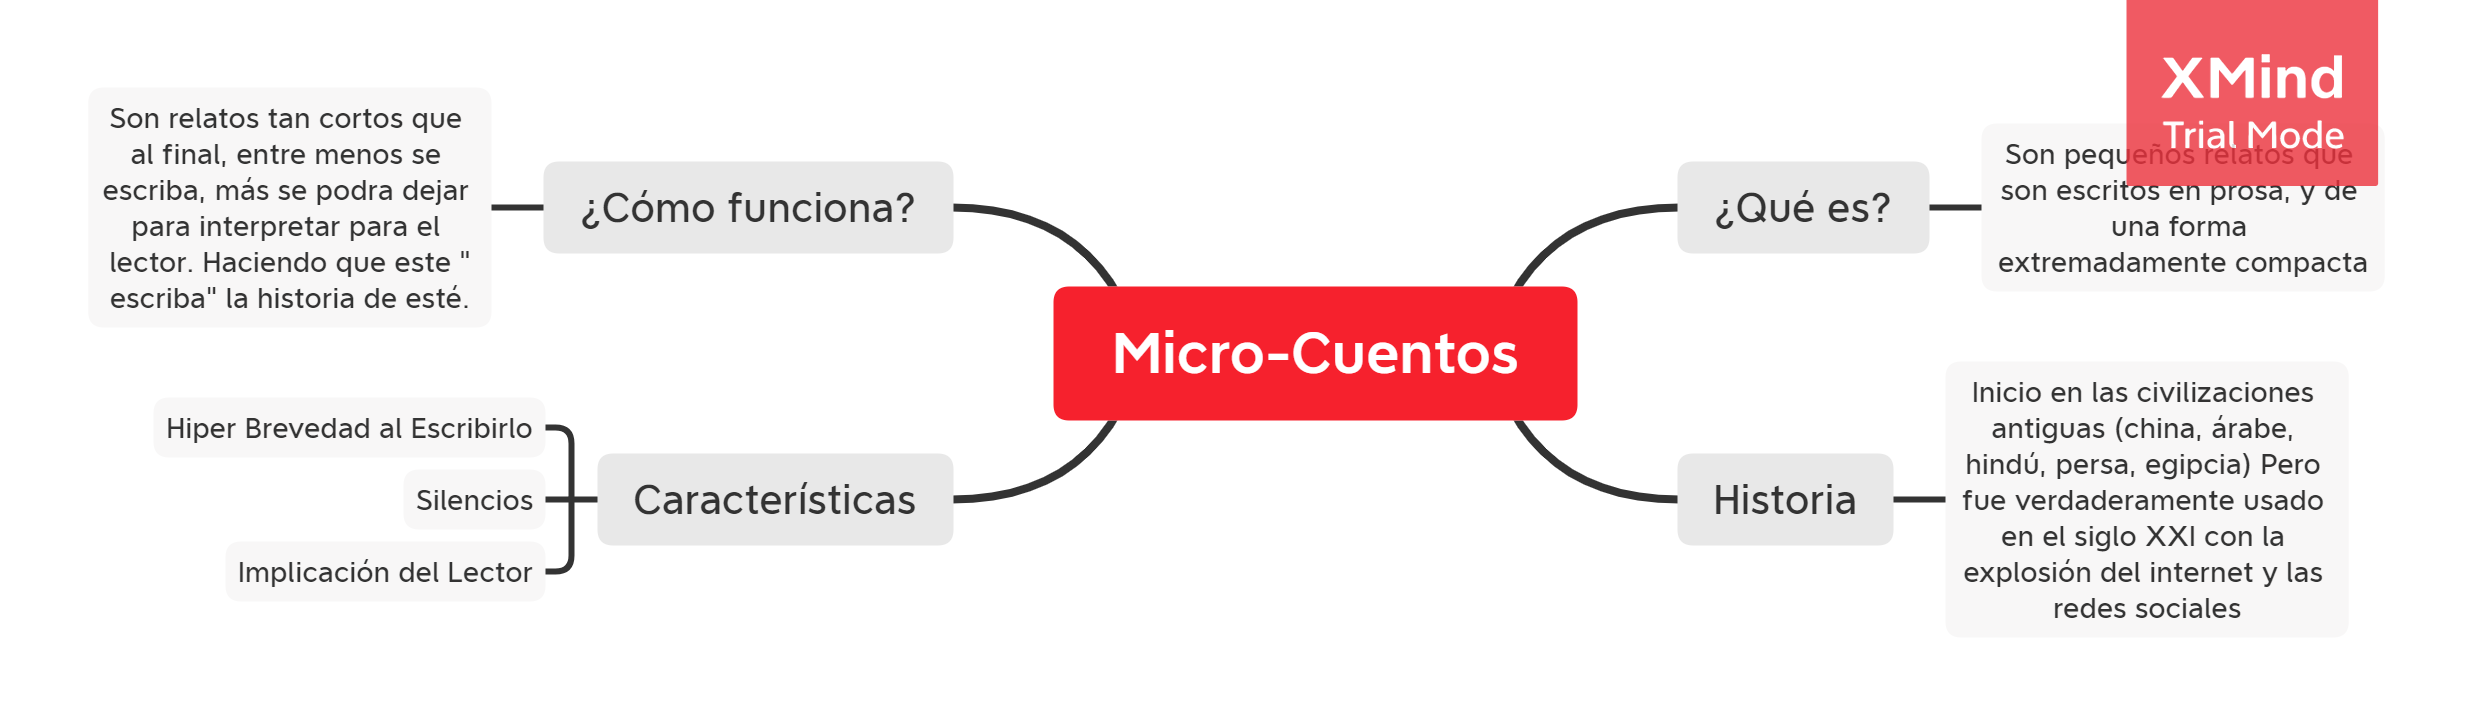 Micro-Cuentos
¿Qué es?
Son pequeños relatos que
son escritos en prosa, y de
una forma
extremadamente compacta
Historia
Inicio en las civilizaciones
antiguas (china, árabe,
hindú, persa, egipcia) Pero
fue verdaderamente usado
en el siglo XXI con la
explosión del internet y las
redes sociales
¿Cómo funciona?
Son relatos tan cortos que
al final, entre menos se
escriba, más se podra dejar
para interpretar para el
lector. Haciendo que este "
escriba" la historia de esté.
Características
Hiper Brevedad al Escribirlo
Silencios
Implicación del Lector
XMind
Trial Mode